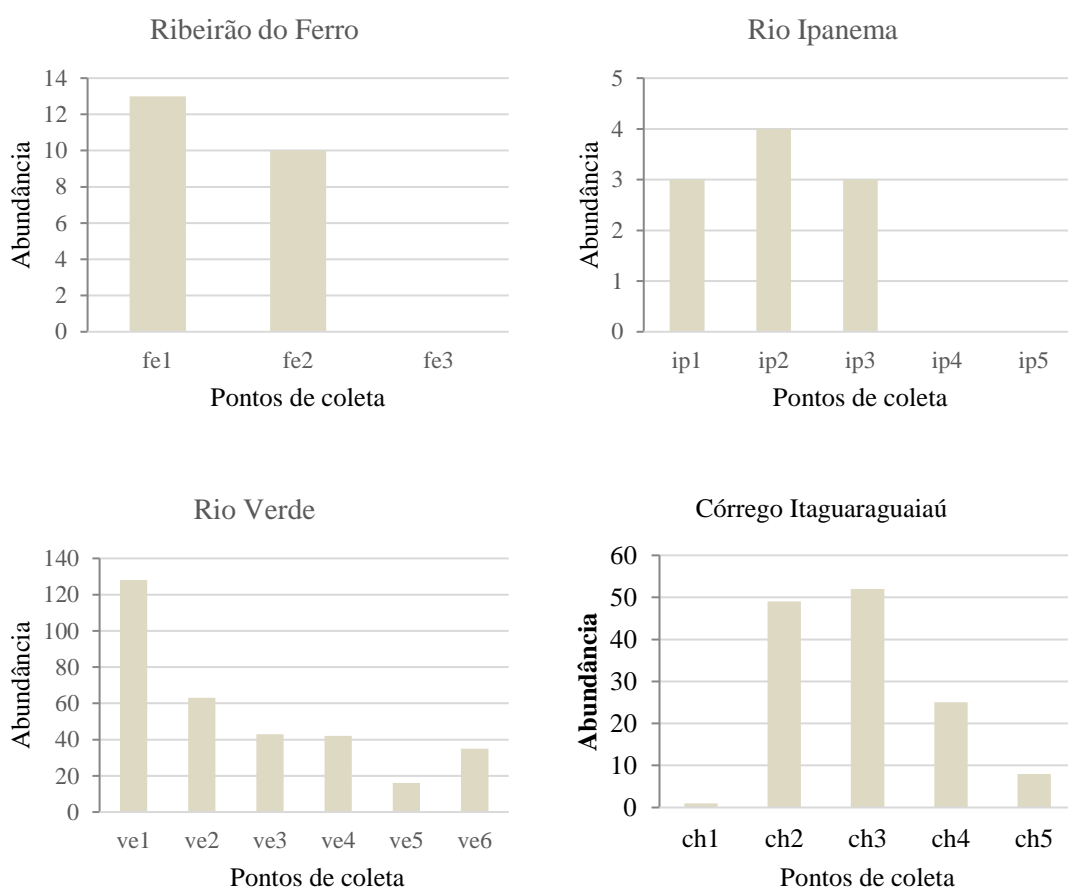 Ribeirão do Ferro
Abundância
14
12
10
8
6
4
2
0
fe1 fe2 fe3
Pontos de coleta
Rio Ipanema
Abundância
5
4
3
2
1
0
ip1 ip2 ip3 ip4 ip5
Pontos de coleta
Rio Verde
Abundância
140
120
100
80
60
40
20
0
ve1 ve2 ve3 ve4 ve5 ve6
Pontos de coleta
Córrego Itaguaraguaiaú
Abundância
60
50
40
30
20
10
0
ch1 ch2 ch3 ch4 ch5
Pontos de coleta